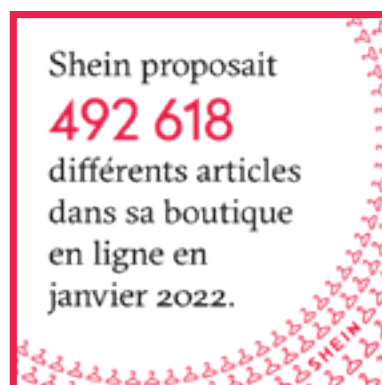 Shein proposait
492 618
différents articles
dans sa boutique
en ligne en
janvier 2022.
SHEIN